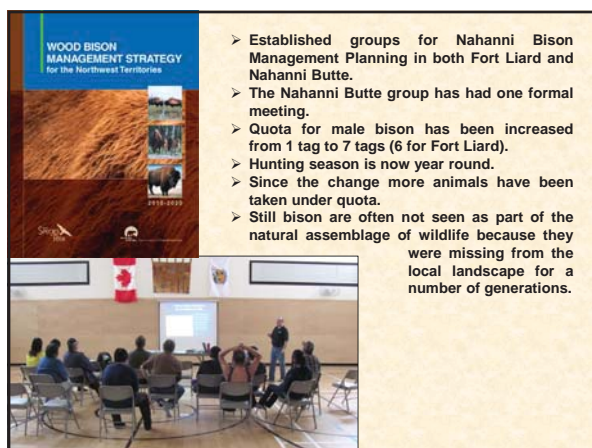 WOOD BISON
MANAGEMENT STRATEGY
for the Northwest Territories
2010-2020
➢ Established groups for Nahanni Bison
Management Planning in both Fort Liard and
Nahanni Butte.
➢ The Nahanni Butte group has had one formal
meeting.
➢ Quota for male bison has been increased
from 1 tag to 7 tags (6 for Fort Liard).
➢ Hunting season is now year round.
➢ Since the change more animals have been
taken under quota.
➢ Still bison are often not seen as part of the
natural assemblage of wildlife because they
were missing from the
local landscape for a
number of generations.